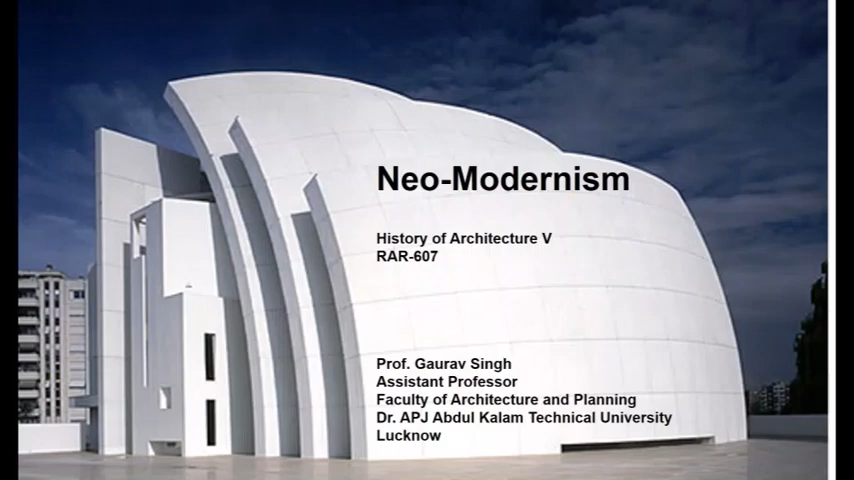 Neo-Modernism
History of Architecture V
RAR-607
Prof. Gaurav Singh
Assistant Professor
Faculty of Architecture and Planning
Dr. APJ Abdul Kalam Technical University
Lucknow